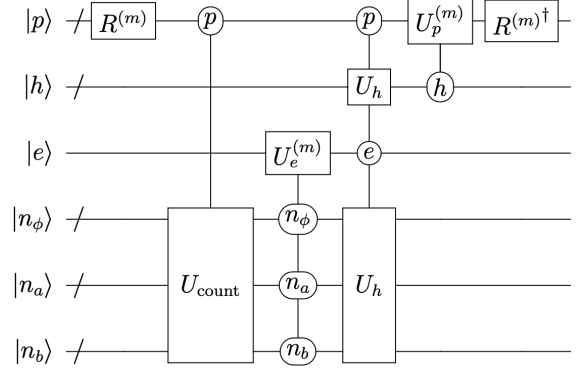 |p⟩ R^(m) p p U_p^(m) R^(m)†
|h⟩ U_h h
|e⟩ U_e^(m) e
|n_ϕ⟩ n_ϕ
|n_a⟩ U_count n_a U_h
|n_b⟩ n_b